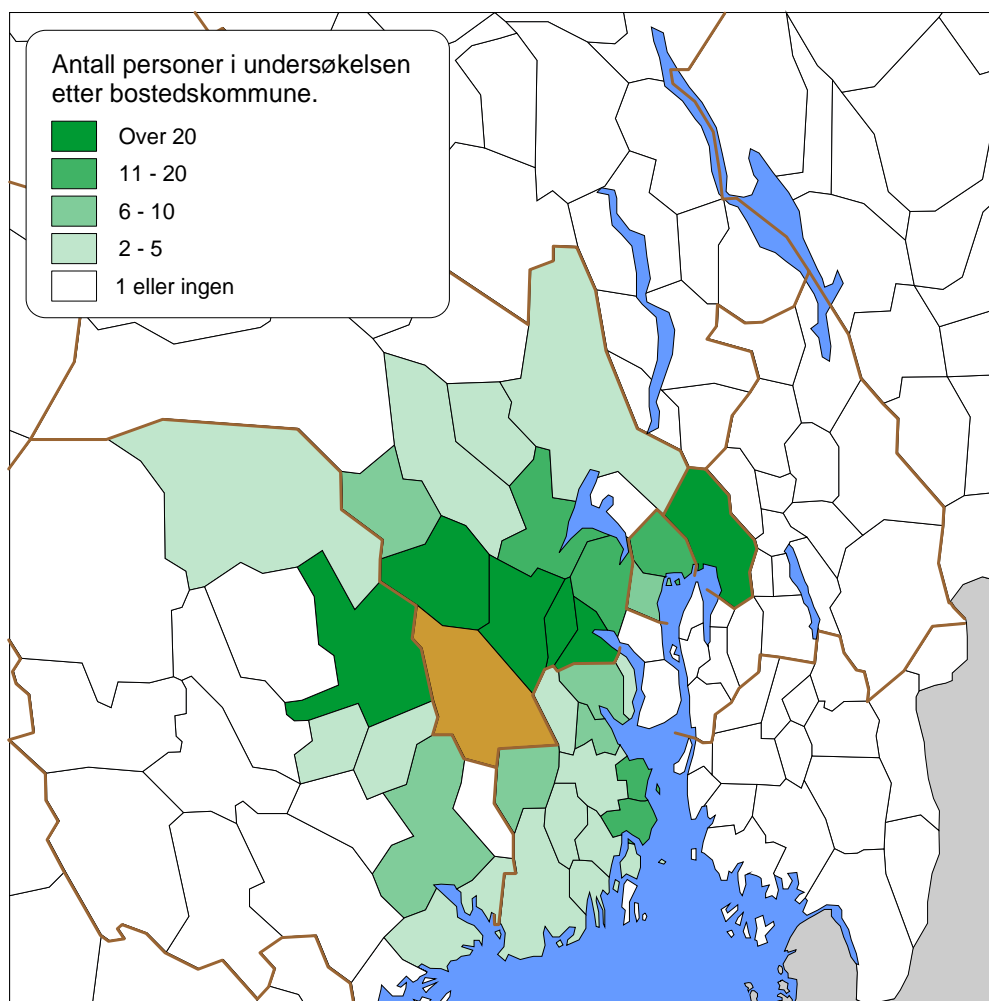 Antall personer i undersøkelsen
etter bostedskommune.
Over 20
11 - 20
6 - 10
2 - 5
1 eller ingen